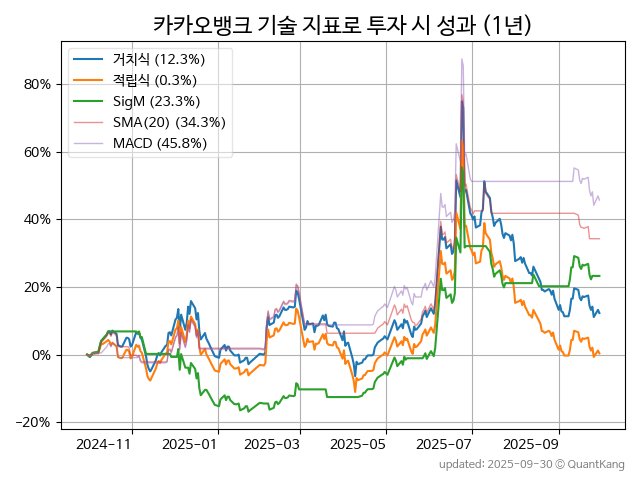 카카오뱅크 기술 지표로 투자 시 성과 (1년)
거치식 (12.3%)
적립식 (0.3%)
SigM (23.3%)
SMA(20) (34.3%)
MACD (45.8%)
80%
60%
40%
20%
0%
−20%
2024-11 2025-01 2025-03 2025-05 2025-07 2025-09
updated: 2025-09-30 © QuantKang